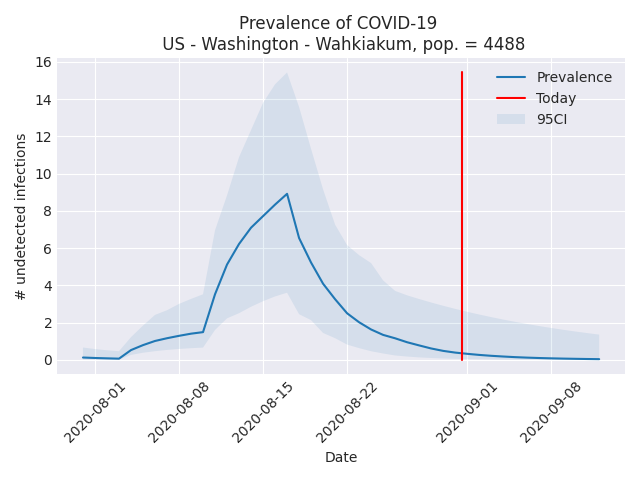 Prevalence of COVID-19
US - Washington - Wahkiakum, pop. = 4488
16
14
12
10
8
6
4
2
0
# undetected infections
Prevalence
Today
95CI
2020-08-01
2020-08-08
2020-08-15
2020-08-22
2020-09-01
2020-09-08
Date